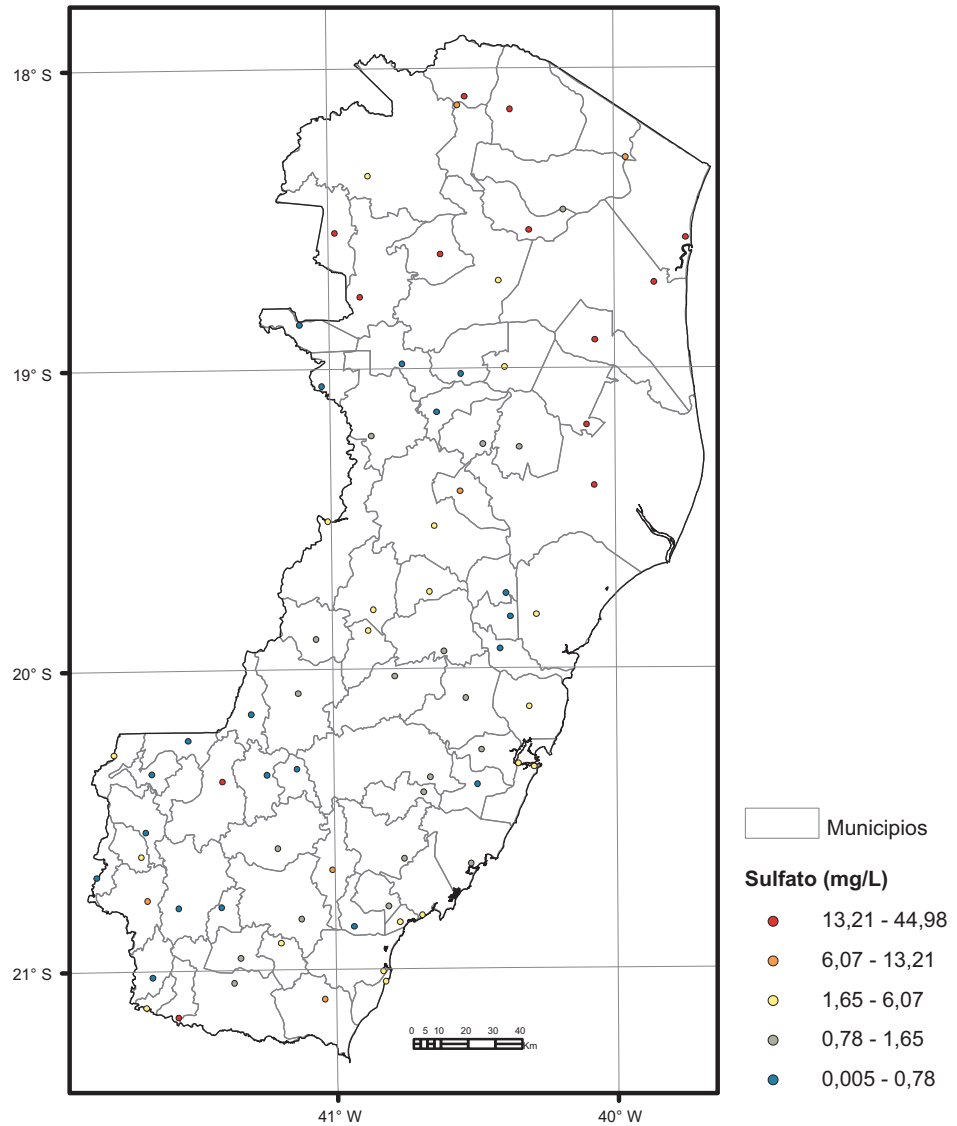 18° S
19° S
20° S
21° S
41° W
40° W
0 5 10 20 30 40
Km
Municipios
Sulfato (mg/L)
13,21 - 44,98
6,07 - 13,21
1,65 - 6,07
0,78 - 1,65
0,005 - 0,78